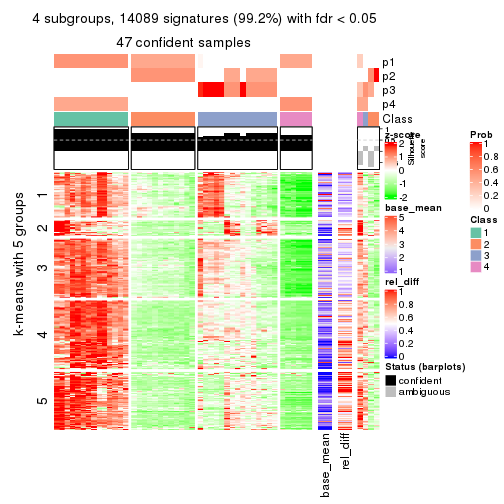 4 subgroups, 14089 signatures (99.2%) with fdr < 0.05
47 confident samples
p1
p2
p3
p4
Class
1
Silhouette
score
z-score
2
1
0
-1
-2
base_mean
5
4
3
2
1
rel_diff
1
0.8
0.6
0.4
0.2
0
Status (barplots)
confident
ambiguous
Prob
1
0.8
0.6
0.4
0.2
0
Class
1
2
3
4
k-means with 5 groups
1
2
3
4
5
base_mean
rel_diff